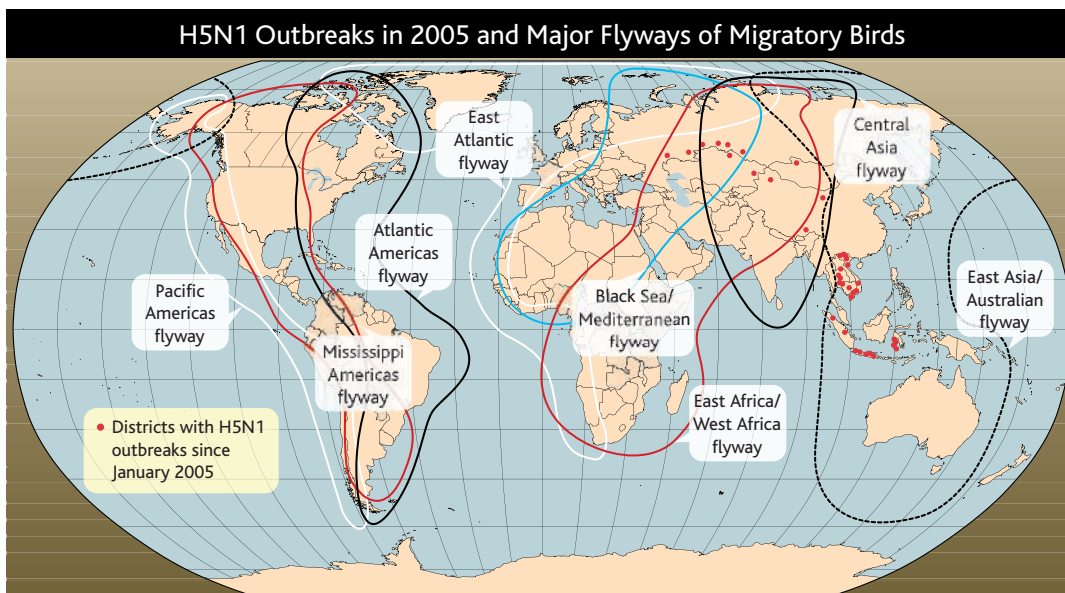 H5N1 Outbreaks in 2005 and Major Flyways of Migratory Birds
East
Atlantic
flyway
Central
Asia
flyway
Atlantic
Americas
flyway
Pacific
Americas
flyway
Black Sea/
Mediterranean
flyway
East Asia/
Australian
flyway
Mississippi
Americas
flyway
East Africa/
West Africa
flyway
• Districts with H5N1
outbreaks since
January 2005